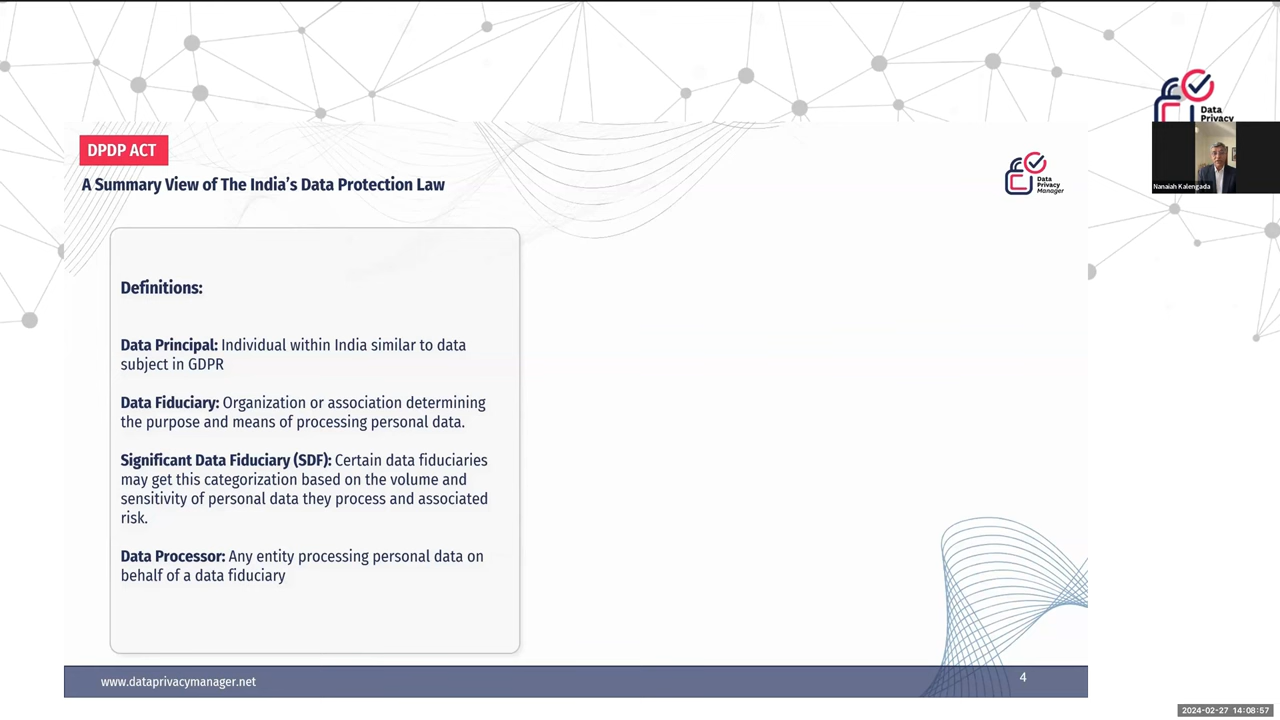 Data
Privacy
DPDP ACT
A Summary View of The India's Data Protection Law
Data
Privacy
Manager
Nanaiah Kalengada
Definitions:
Data Principal: Individual within India similar to data
subject in GDPR
Data Fiduciary: Organization or association determining
the purpose and means of processing personal data.
Significant Data Fiduciary (SDF): Certain data fiduciaries
may get this categorization based on the volume and
sensitivity of personal data they process and associated
risk.
Data Processor: Any entity processing personal data on
behalf of a data fiduciary
www.dataprivacymanager.net
4
2024-02-27 14:08:57